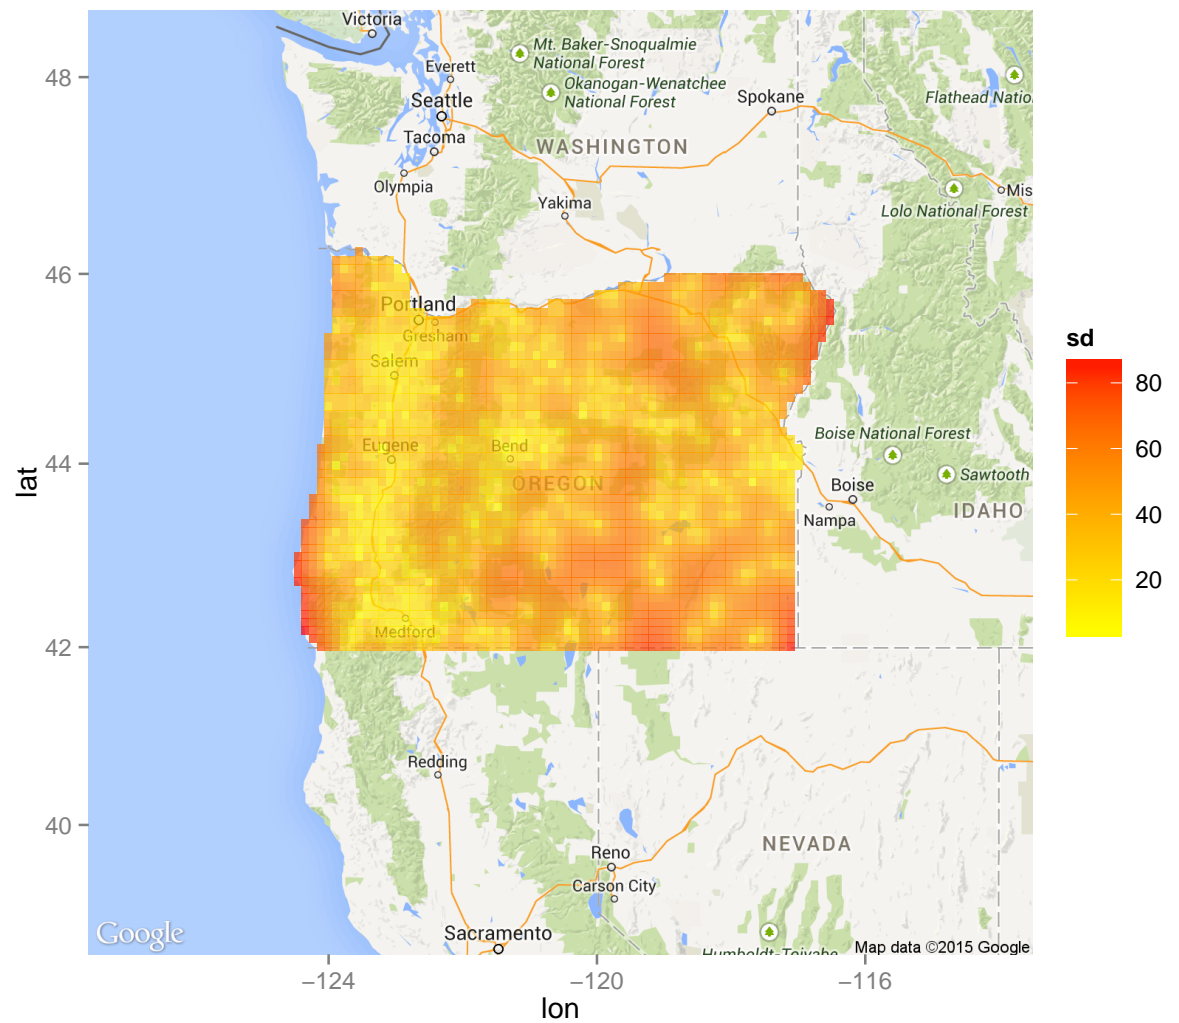 Victoria
Mt. Baker-Snoqualmie
National Forest
Everett
Okanogan-Wenatchee
National Forest
Seattle
Spokane
Flathead Natio
Tacoma
WASHINGTON
Olympia
Mis
Yakima
Lolo National Forest
Portland
Gresham
Salem
Eugene
Bend
Boise National Forest
Sawtooth
OREGON
Boise
Nampa
IDAHO
Medford
Redding
Reno
NEVADA
Carson City
Sacramento
Google
Humboldt-Toiyabe
Map data ©2015 Google
48
46
44
42
40
lat
−124
−120
−116
lon
sd
80
60
40
20